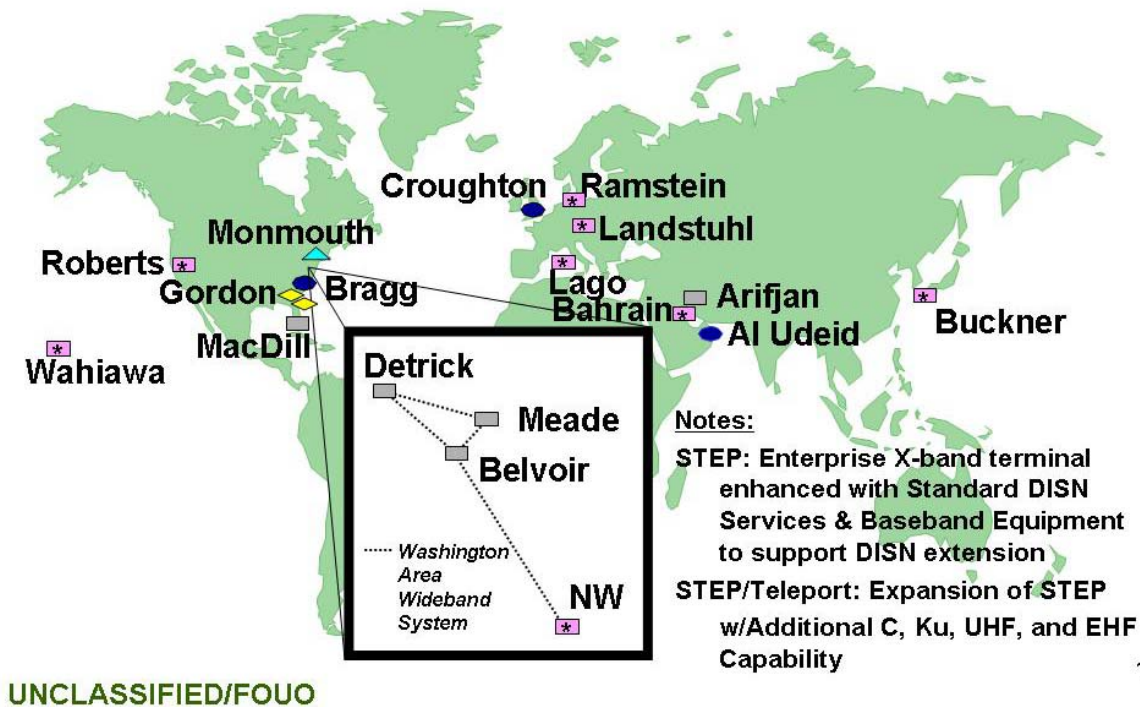 Croughton
Ramstein
Monmouth
Landstuhl
Roberts
Gordon
Bragg
Lago
Bahrain
Arifjan
Buckner
MacDill
Al Udeid
Wahiawa
Detrick
Meade
Belvoir
NW
Washington
Area
Wideband
System
Notes:
STEP: Enterprise X-band terminal
enhanced with Standard DISN
Services & Baseband Equipment
to support DISN extension
STEP/Teleport: Expansion of STEP
w/Additional C, Ku, UHF, and EHF
Capability
UNCLASSIFIED/FOUO